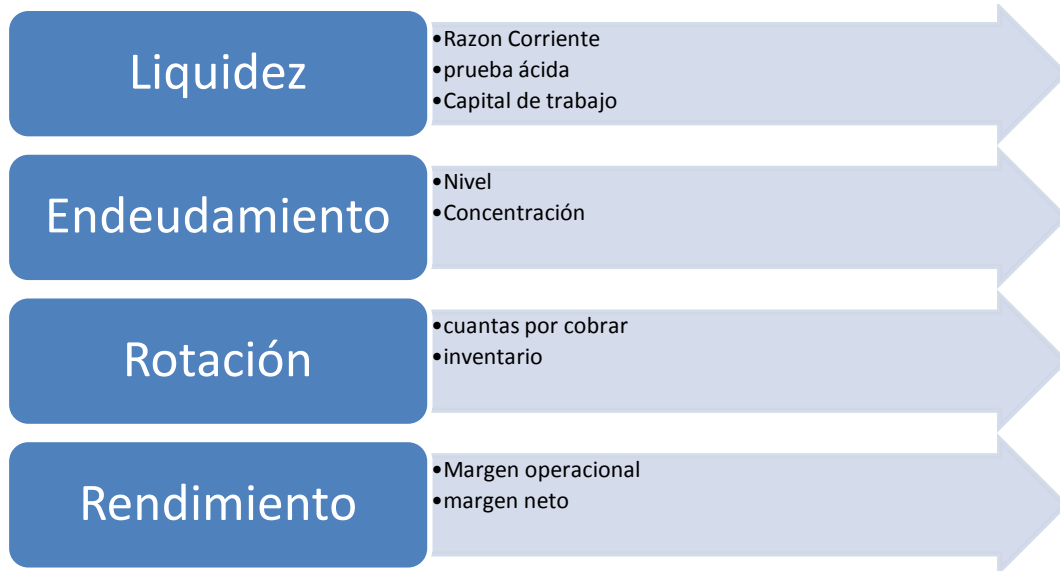 Liquidez
•Razon Corriente
•prueba ácida
•Capital de trabajo
Endeudamiento
•Nivel
•Concentración
Rotación
•cuantas por cobrar
•inventario
Rendimiento
•Margen operacional
•margen neto